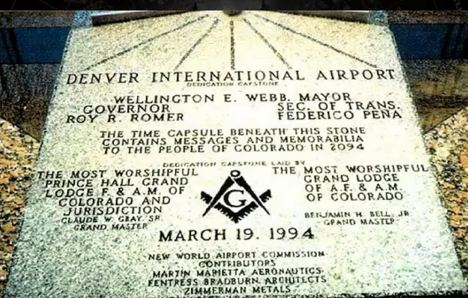 DENVER INTERNATIONAL AIRPORT
DEDICATION CAPSTONE
WELLINGTON E. WEBB, MAYOR
GOVERNOR SEC. OF TRANS.
ROY R. ROMER FEDERICO PEÑA
THE TIME CAPSULE BENEATH THIS STONE
CONTAINS MESSAGES AND MEMORABILIA
TO THE PEOPLE OF COLORADO IN 2094
DEDICATION CAPSTONE LAID BY
THE MOST WORSHIPFUL
PRINCE HALL GRAND
LODGE F. & A.M. OF
COLORADO AND
JURISDICTION
CLAUDE W. GRAY, SR.
GRAND MASTER
THE MOST WORSHIPFUL
GRAND LODGE
OF A.F. & A.M.
OF COLORADO
BENJAMIN H. BELL, JR
GRAND MASTER
G
MARCH 19, 1994
NEW WORLD AIRPORT COMMISSION
CONTRIBUTORS
MARTIN MARIETTA AERONAUTICS
FENTRESS BRADBURN ARCHITECTS
ZIMMERMAN METALS